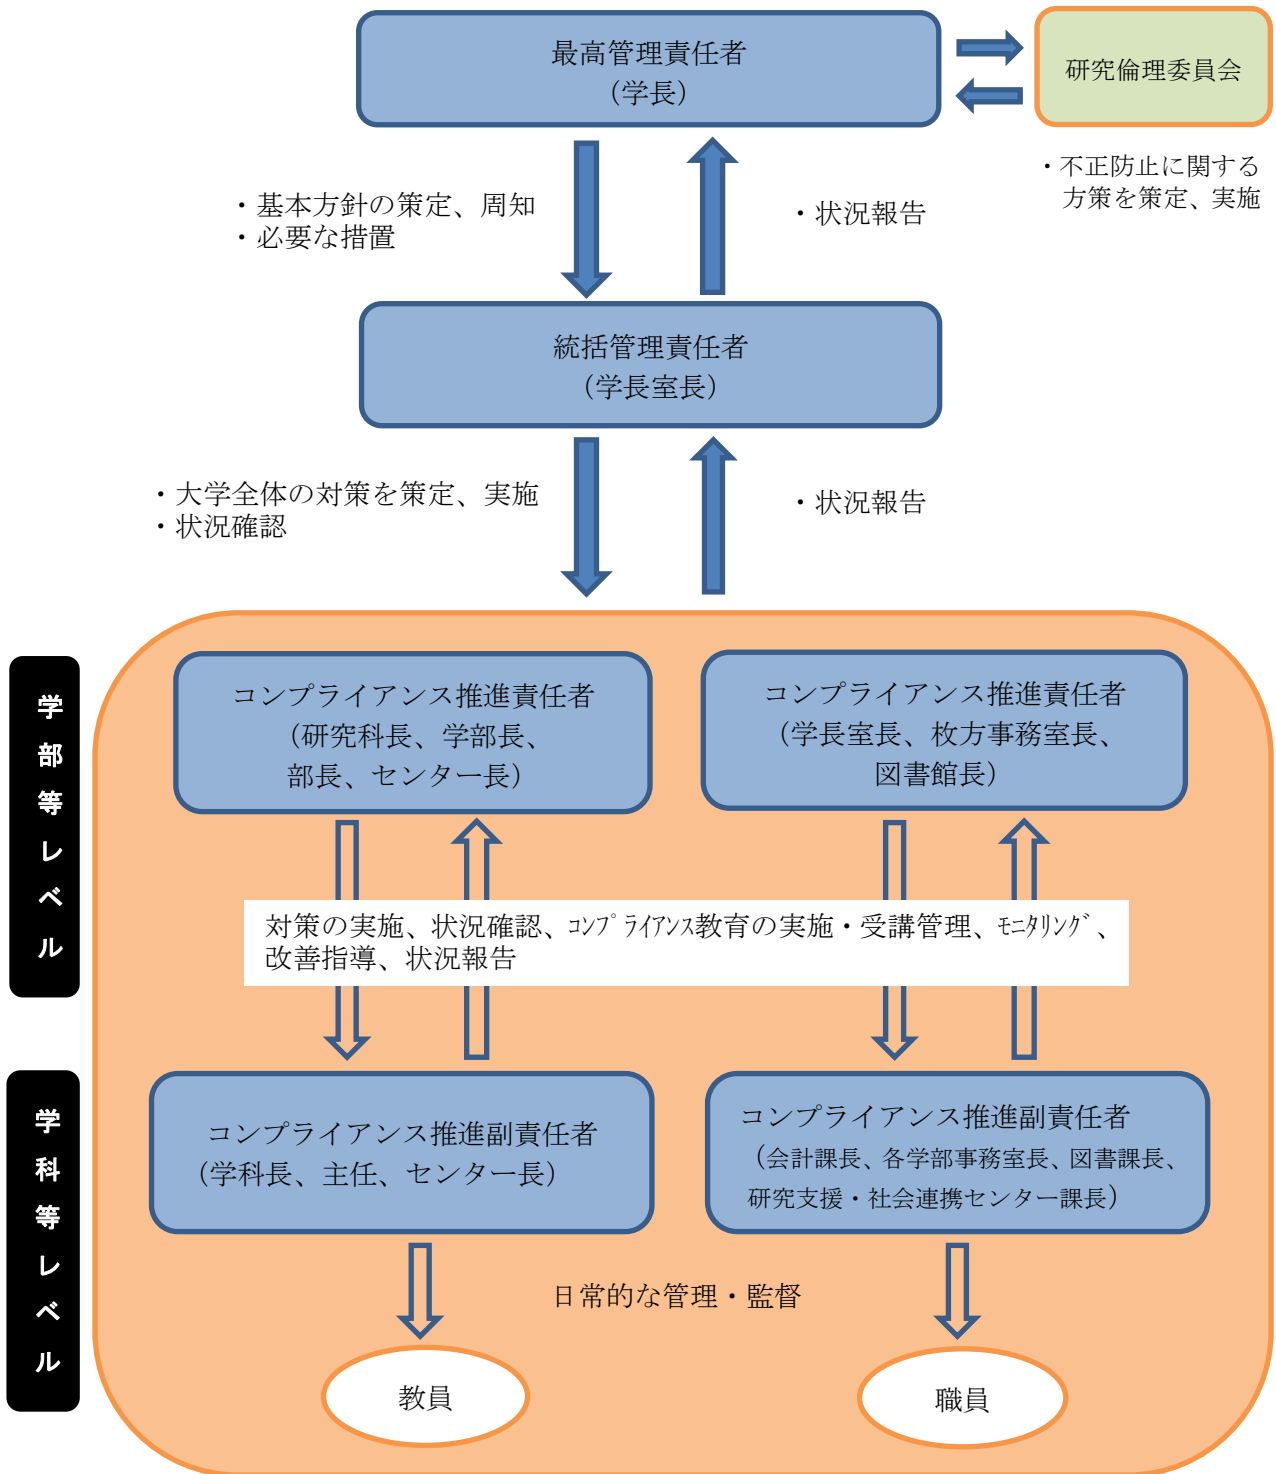 最高管理責任者
（学長）
研究倫理委員会
・不正防止に関する
方策を策定、実施
・基本方針の策定、周知
・必要な措置
・状況報告
統括管理責任者
（学長室長）
・大学全体の対策を策定、実施
・状況確認
・状況報告
学部等レベル
コンプライアンス推進責任者
（研究科長、学部長、
部長、センター長）
コンプライアンス推進責任者
（学長室長、枚方事務室長、
図書館長）
対策の実施、状況確認、ｺﾝﾌﾟﾗｲｱﾝｽ教育の実施・受講管理、ﾓﾆﾀﾘﾝｸﾞ、
改善指導、状況報告
学科等レベル
コンプライアンス推進副責任者
（学科長、主任、センター長）
コンプライアンス推進副責任者
（会計課長、各学部事務室長、図書課長、
研究支援・社会連携センター課長）
日常的な管理・監督
教員
職員